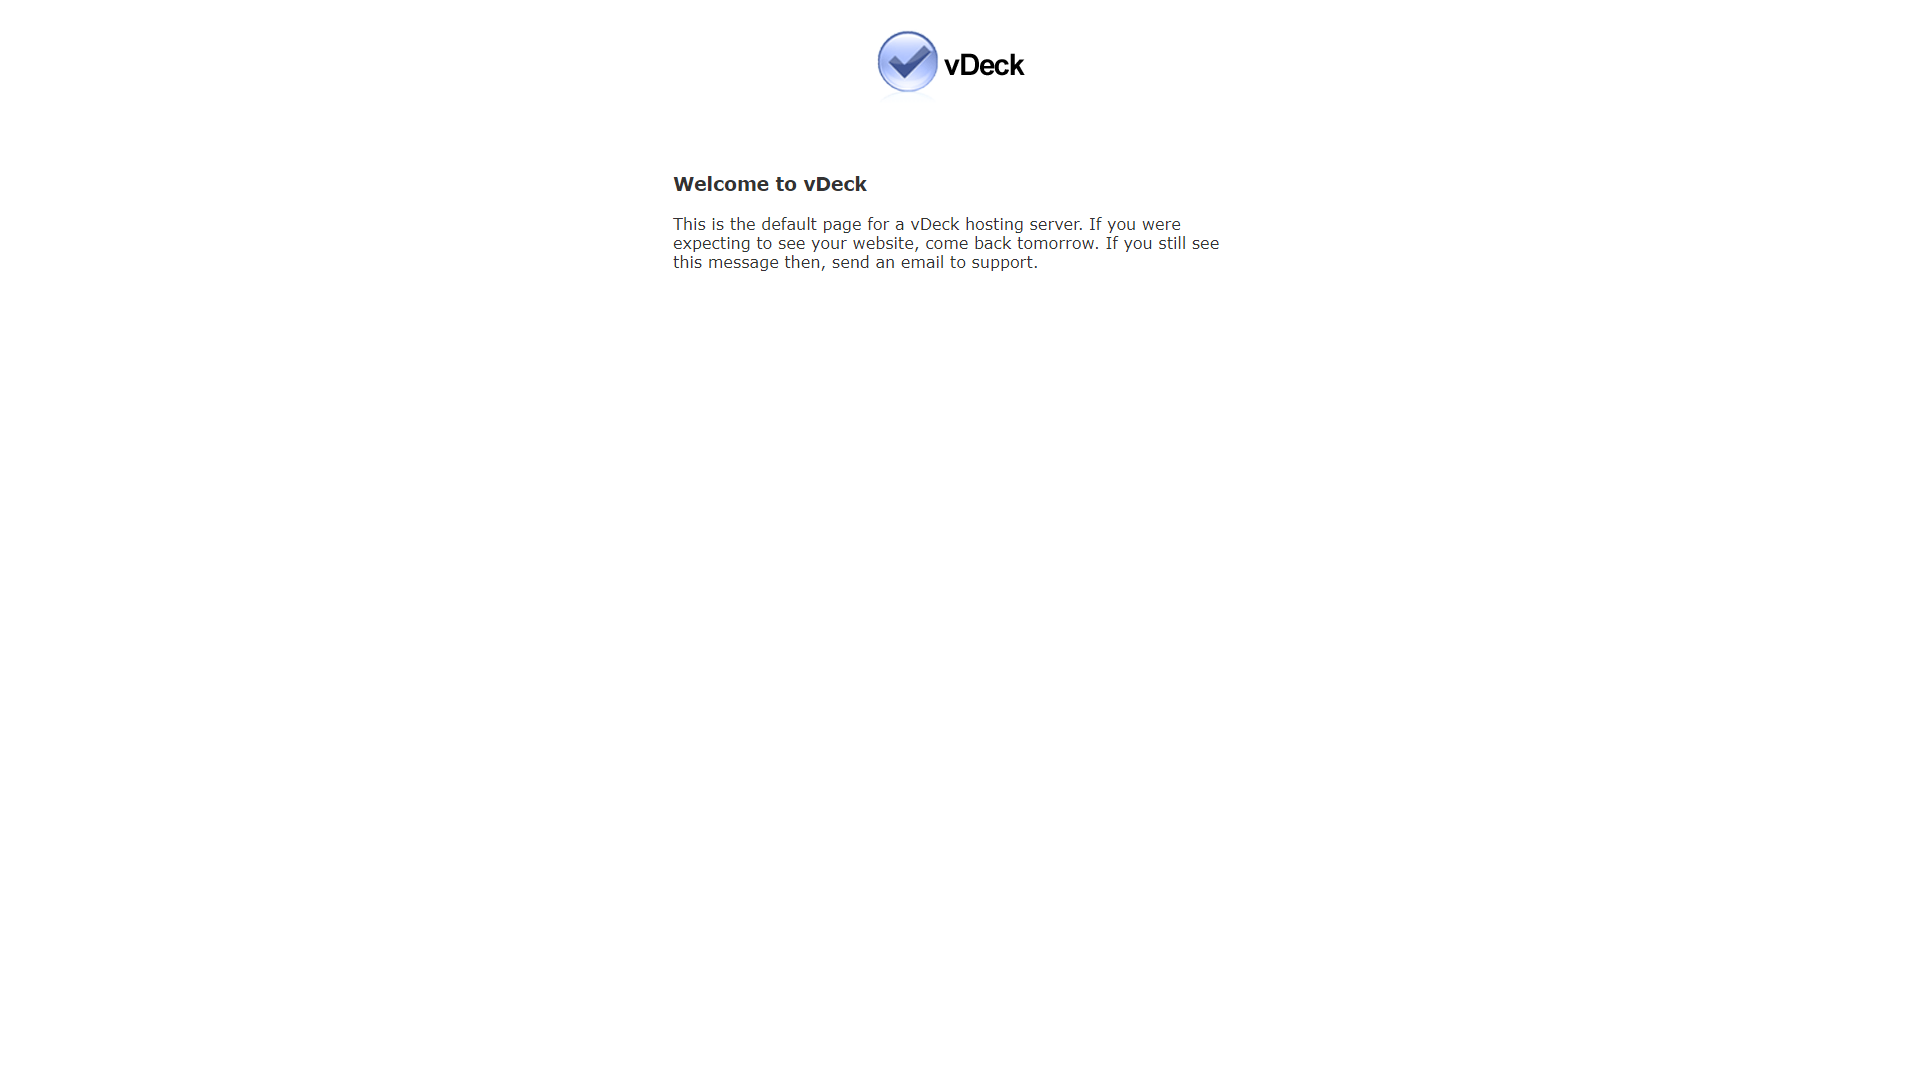 vDeck
Welcome to vDeck
This is the default page for a vDeck hosting server. If you were
expecting to see your website, come back tomorrow. If you still see
this message then, send an email to support.